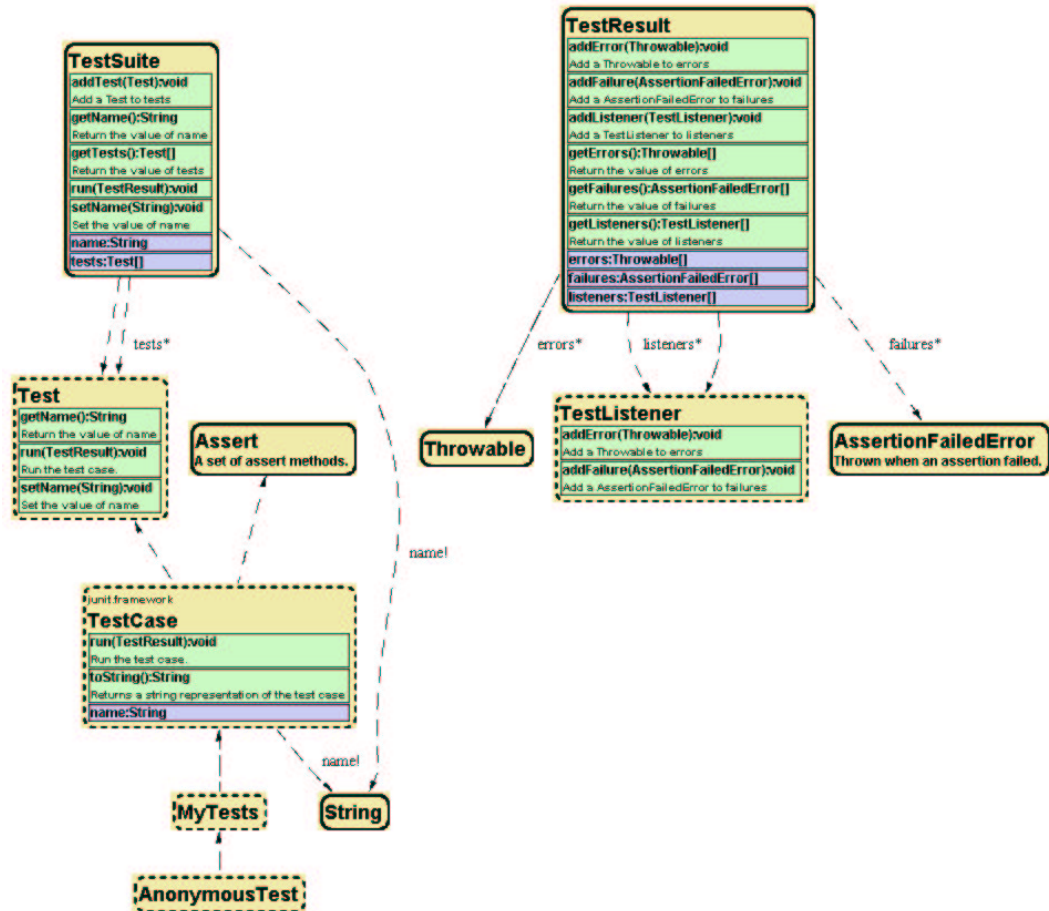 TestSuite
addTest(Test):void
Add a Test to tests
getName():String
Return the value of name
getTests():Test[]
Return the value of tests
run(TestResult):void
setName(String):void
Set the value of name
name:String
tests:Test[]
TestResult
addError(Throwable):void
Add a Throwable to errors
addFailure(AssertionFailedError):void
Add a AssertionFailedError to failures
addListener(TestListener):void
Add a TestListener to listeners
getErrors():Throwable[]
Return the value of errors
getFailures():AssertionFailedError[]
Return the value of failures
getListeners():TestListener[]
Return the value of listeners
errors:Throwable[]
failures:AssertionFailedError[]
listeners:TestListener[]
tests*
errors*
listeners*
failures*
Test
getName():String
Return the value of name
run(TestResult):void
Run the test case.
setName(String):void
Set the value of name
Assert
A set of assert methods.
Throwable
TestListener
addError(Throwable):void
Add a Throwable to errors
addFailure(AssertionFailedError):void
Add a AssertionFailedError to failures
AssertionFailedError
Thrown when an assertion failed.
name!
junit.framework
TestCase
run(TestResult):void
Run the test case.
toString():String
Returns a string representation of the test case
name:String
name!
MyTests
String
AnonymousTest